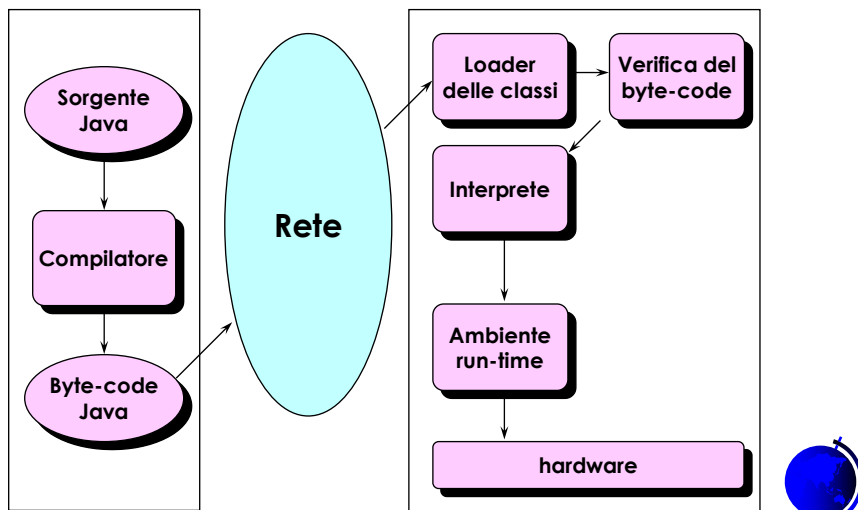 Sorgente
Java
Compilatore
Byte-code
Java
Rete
Loader
delle classi
Verifica del
byte-code
Interprete
Ambiente
run-time
hardware